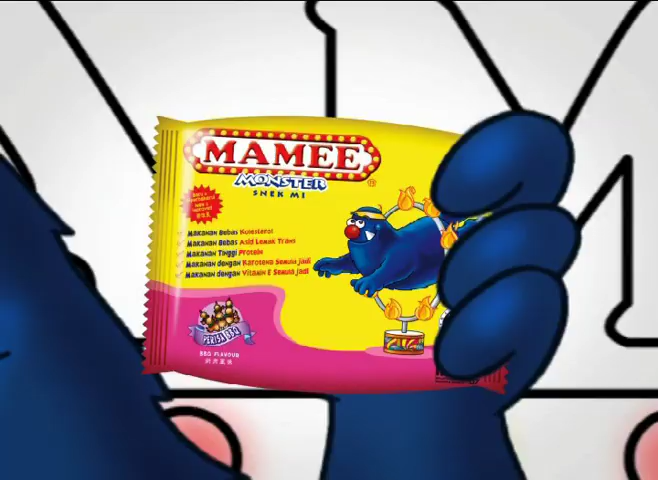 MAMEE
®
MONSTER
SNEK MI
Makanan Bebas Kolesterol
Makanan Bebas Asid Lemak Trans
Makanan Tinggi Protein
Makanan dengan Karotena Semula Jadi
Makanan dengan Vitamin E Semula Jadi
PERISA BBQ
BBQ FLAVOUR